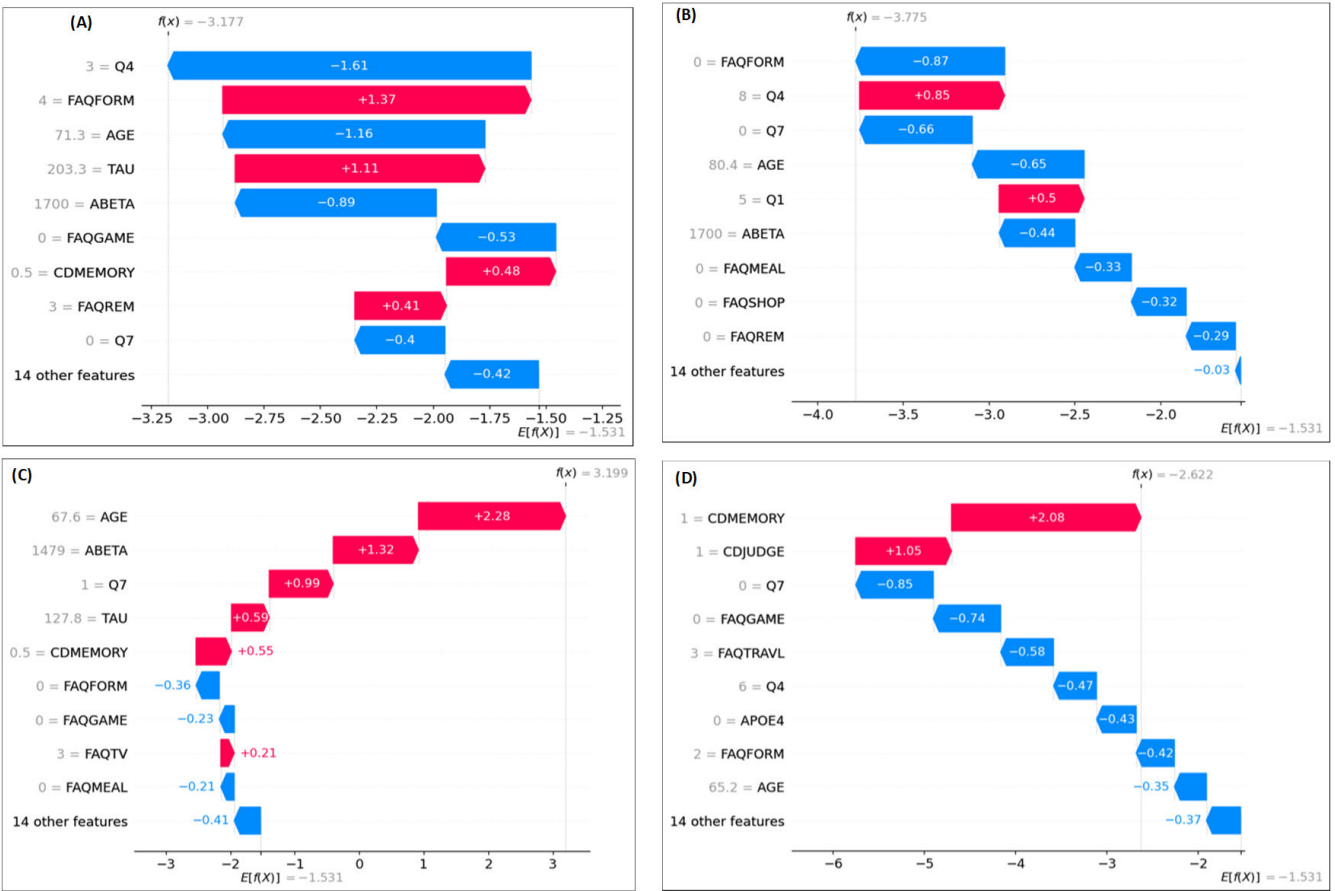 (A)
f(x) = −3.177
3 = Q4
−1.61
4 = FAQFORM
+1.37
71.3 = AGE
−1.16
203.3 = TAU
+1.11
1700 = ABETA
−0.89
0 = FAQGAME
−0.53
0.5 = CDMEMORY
+0.48
3 = FAQREM
+0.41
0 = Q7
−0.4
14 other features
−0.42
−3.25 −3.00 −2.75 −2.50 −2.25 −2.00 −1.75 −1.50 −1.25
E[f(X)] = −1.531
(B)
f(x) = −3.775
0 = FAQFORM
−0.87
8 = Q4
+0.85
0 = Q7
−0.66
80.4 = AGE
−0.65
5 = Q1
+0.5
1700 = ABETA
−0.44
0 = FAQMEAL
−0.33
0 = FAQSHOP
−0.32
0 = FAQREM
−0.29
14 other features
−0.03
−4.0 −3.5 −3.0 −2.5 −2.0
E[f(X)] = −1.531
(C)
f(x) = 3.199
67.6 = AGE
+2.28
1479 = ABETA
+1.32
1 = Q7
+0.99
127.8 = TAU
+0.59
0.5 = CDMEMORY
+0.55
0 = FAQFORM
−0.36
0 = FAQGAME
−0.23
3 = FAQTV
+0.21
0 = FAQMEAL
−0.21
14 other features
−0.41
−3 −2 −1 0 1 2 3
E[f(X)] = −1.531
(D)
f(x) = −2.622
1 = CDMEMORY
+2.08
1 = CDJUDGE
+1.05
0 = Q7
−0.85
0 = FAQGAME
−0.74
3 = FAQTRAVL
−0.58
6 = Q4
−0.47
0 = APOE4
−0.43
2 = FAQFORM
−0.42
65.2 = AGE
−0.35
14 other features
−0.37
−6 −5 −4 −3 −2
E[f(X)] = −1.531